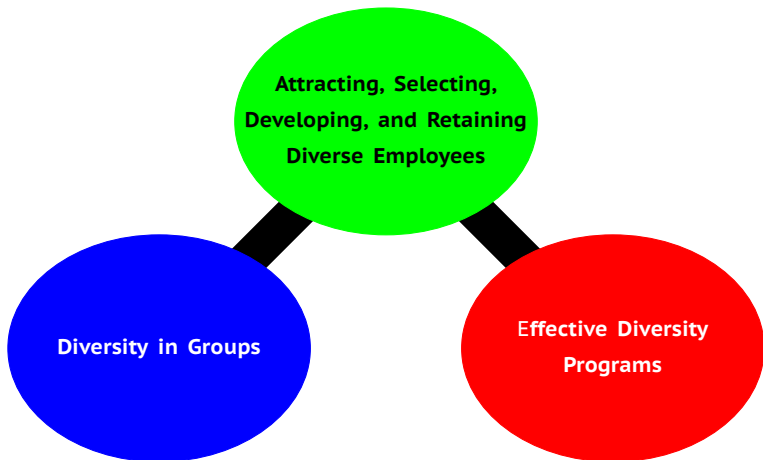 Attracting, Selecting,
Developing, and Retaining
Diverse Employees
Diversity in Groups
Effective Diversity
Programs